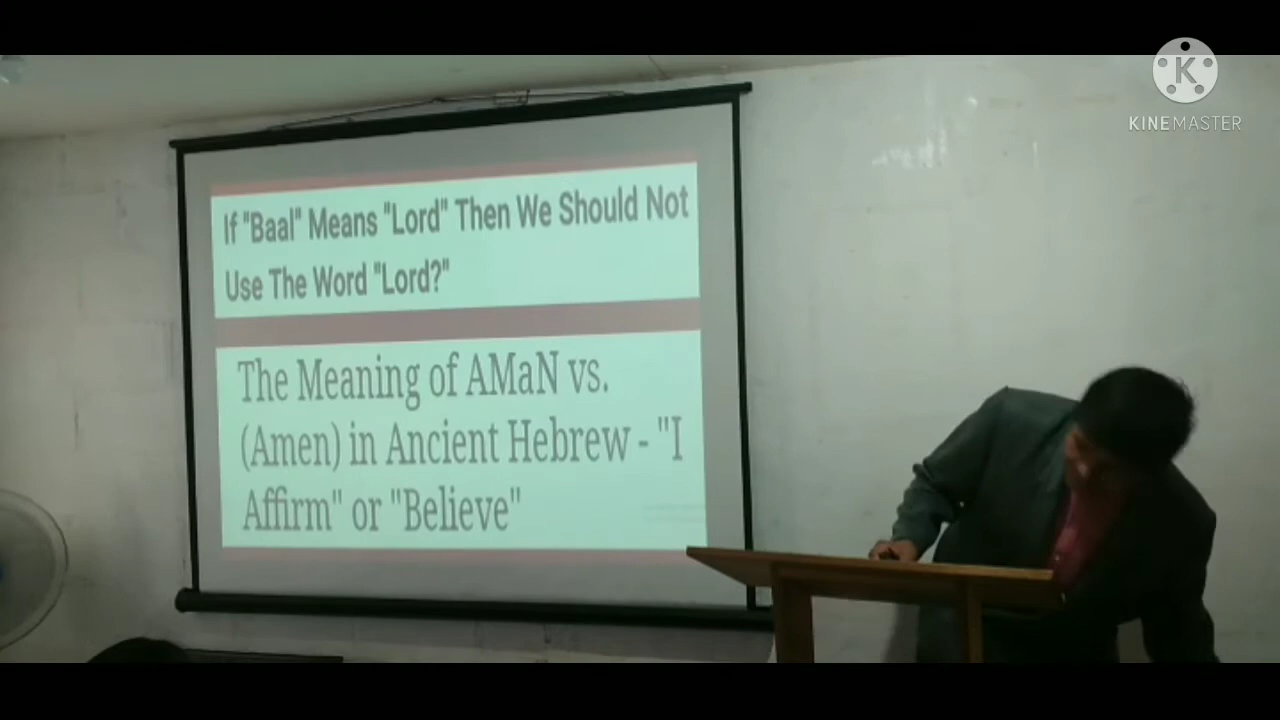 If "Baal" Means "Lord" Then We Should Not
Use The Word "Lord?"
The Meaning of AMaN vs.
(Amen) in Ancient Hebrew - "I
Affirm" or "Believe"
K
KINEMASTER